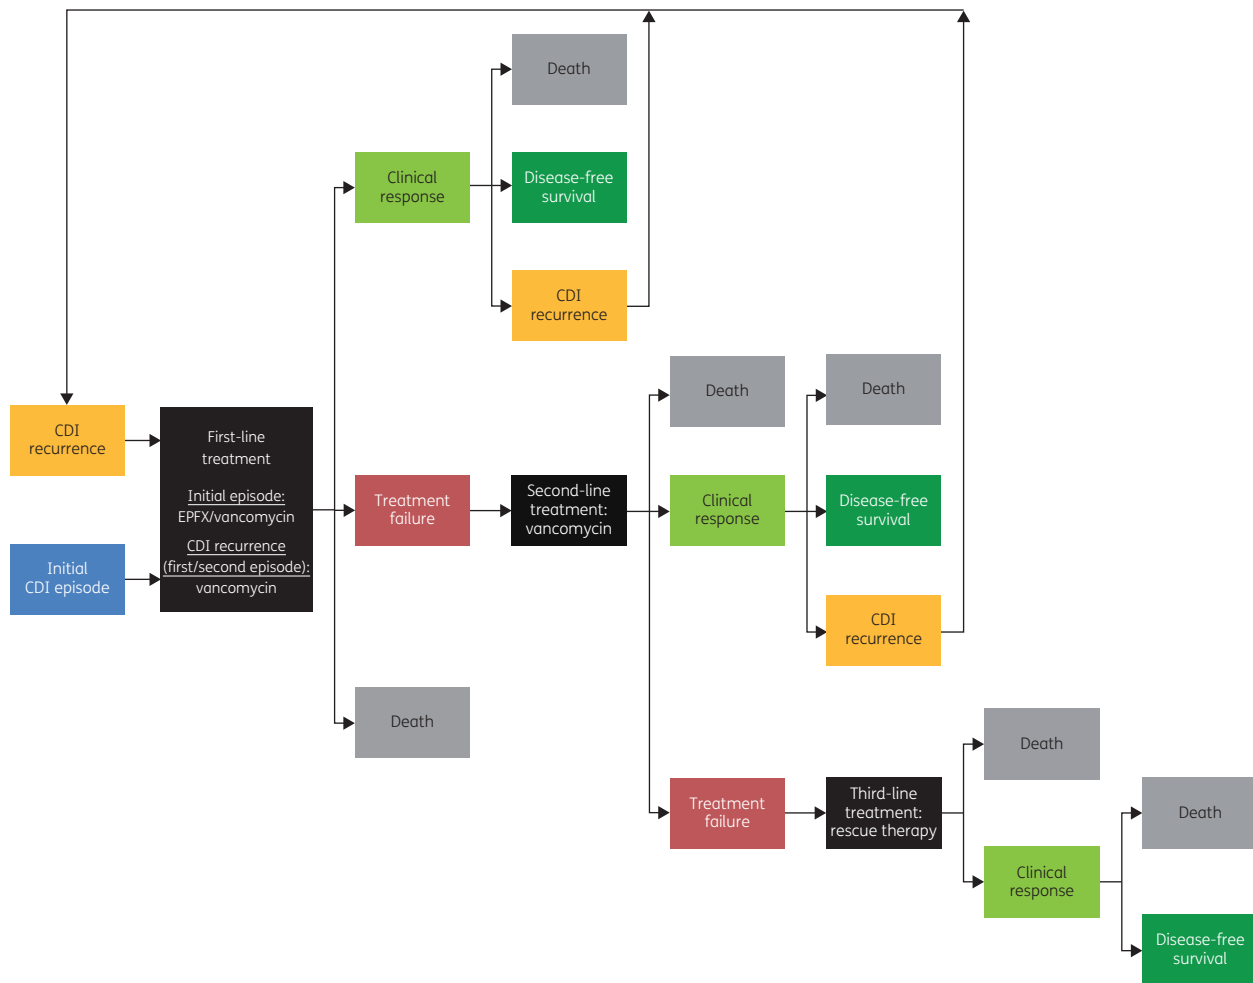 Death
Clinical
response
Disease-free
survival
CDI
recurrence
CDI
recurrence
Initial
CDI episode
First-line
treatment
Initial episode:
EPFX/vancomycin
CDI recurrence
(first/second episode):
vancomycin
Treatment
failure
Death
Second-line
treatment:
vancomycin
Death
Clinical
response
Treatment
failure
Death
Disease-free
survival
CDI
recurrence
Third-line
treatment:
rescue therapy
Death
Clinical
response
Death
Disease-free
survival